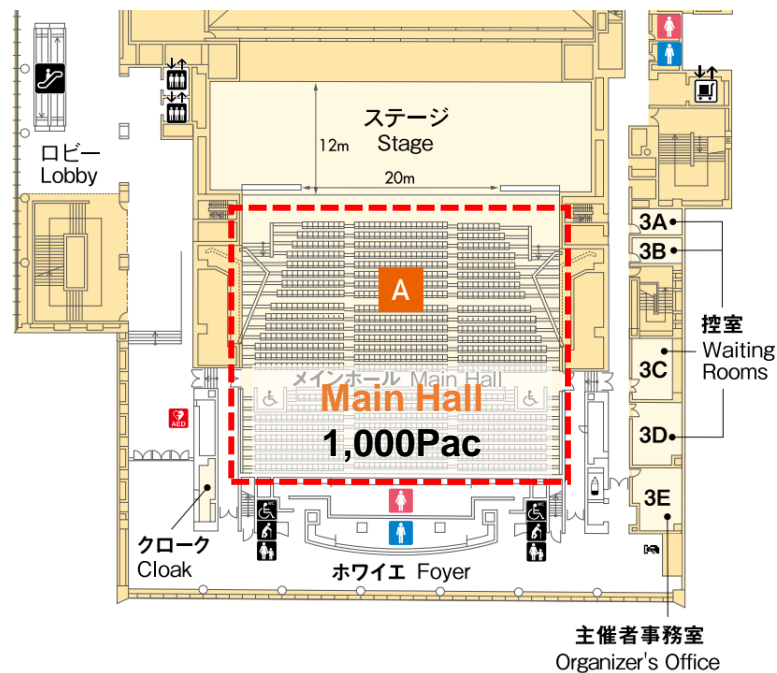 ステージ
Stage
12m
20m
ロビー
Lobby
3A
3B
A
控室
Waiting
Rooms
3C
メインホール Main Hall
Main Hall
1,000Pac
AED
3D
3E
WC
WC
クローク
Cloak
ホワイエ Foyer
主催者事務室
Organizer's Office